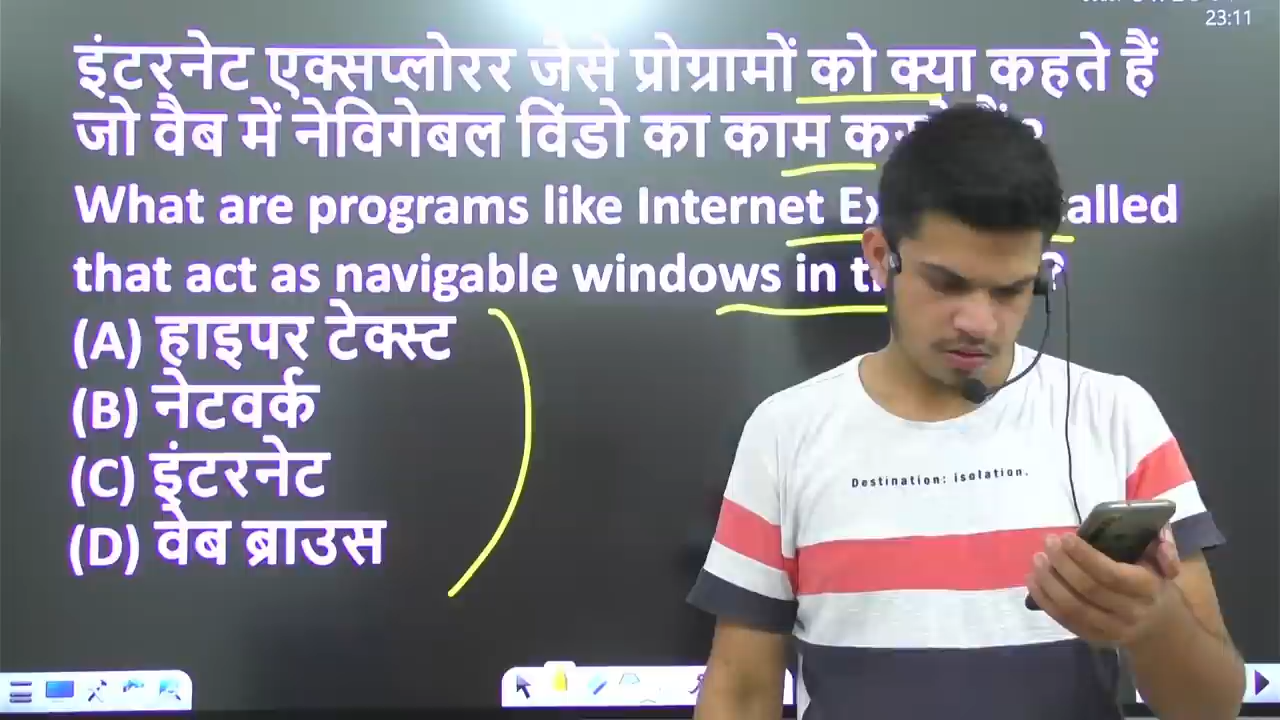 23:11
इंटरनेट एक्सप्लोरर जैसे प्रोग्रामों को क्या कहते हैं
जो वैब में नेविगेबल विंडो का काम
What are programs like Internet
that act as navigable windows in
(A) हाइपर टेक्स्ट
(B) नेटवर्क
(C) इंटरनेट
(D) वेब ब्राउस
Destination: isolation.